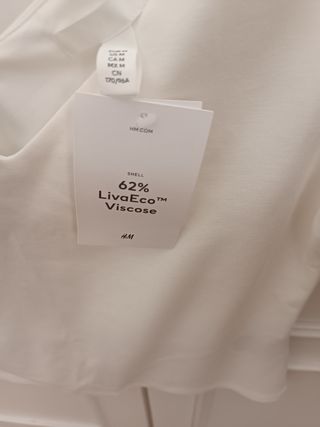 US M
CA M
MX M
CN
170/96A
HM.COM
SHELL
62%
LivaEco™
Viscose
H&M